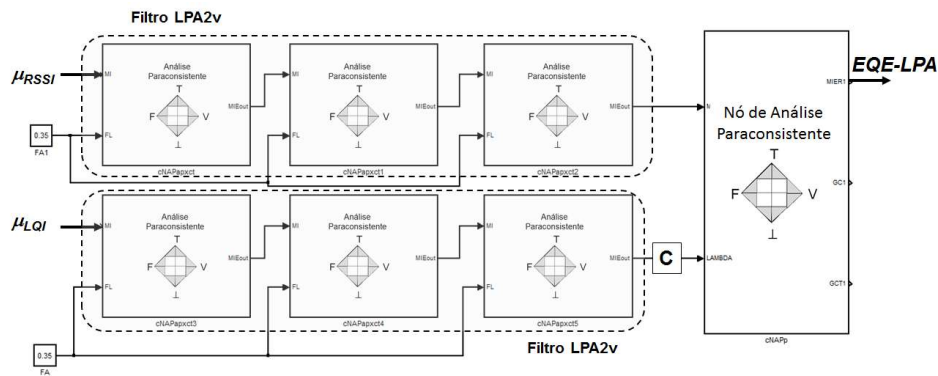 Filtro LPA2v
μRSSI
MI
Análise
Paraconsistente
T
F
V
⊥
FL
MIEout
cNAPapxct
MI
Análise
Paraconsistente
T
F
V
⊥
FL
MIEout
cNAPapxct1
MI
Análise
Paraconsistente
T
F
V
⊥
FL
MIEout
cNAPapxct2
0.35
FA1
μLQI
MI
Análise
Paraconsistente
T
F
V
⊥
FL
MIEout
cNAPapxct3
MI
Análise
Paraconsistente
T
F
V
⊥
FL
MIEout
cNAPapxct4
MI
Análise
Paraconsistente
T
F
V
⊥
FL
MIEout
cNAPapxct5
0.35
FA
Filtro LPA2v
C
Nó de Análise
Paraconsistente
T
F
V
⊥
LAMBDA
MIER1
GC1
GCT1
cNAPp
EQE-LPA